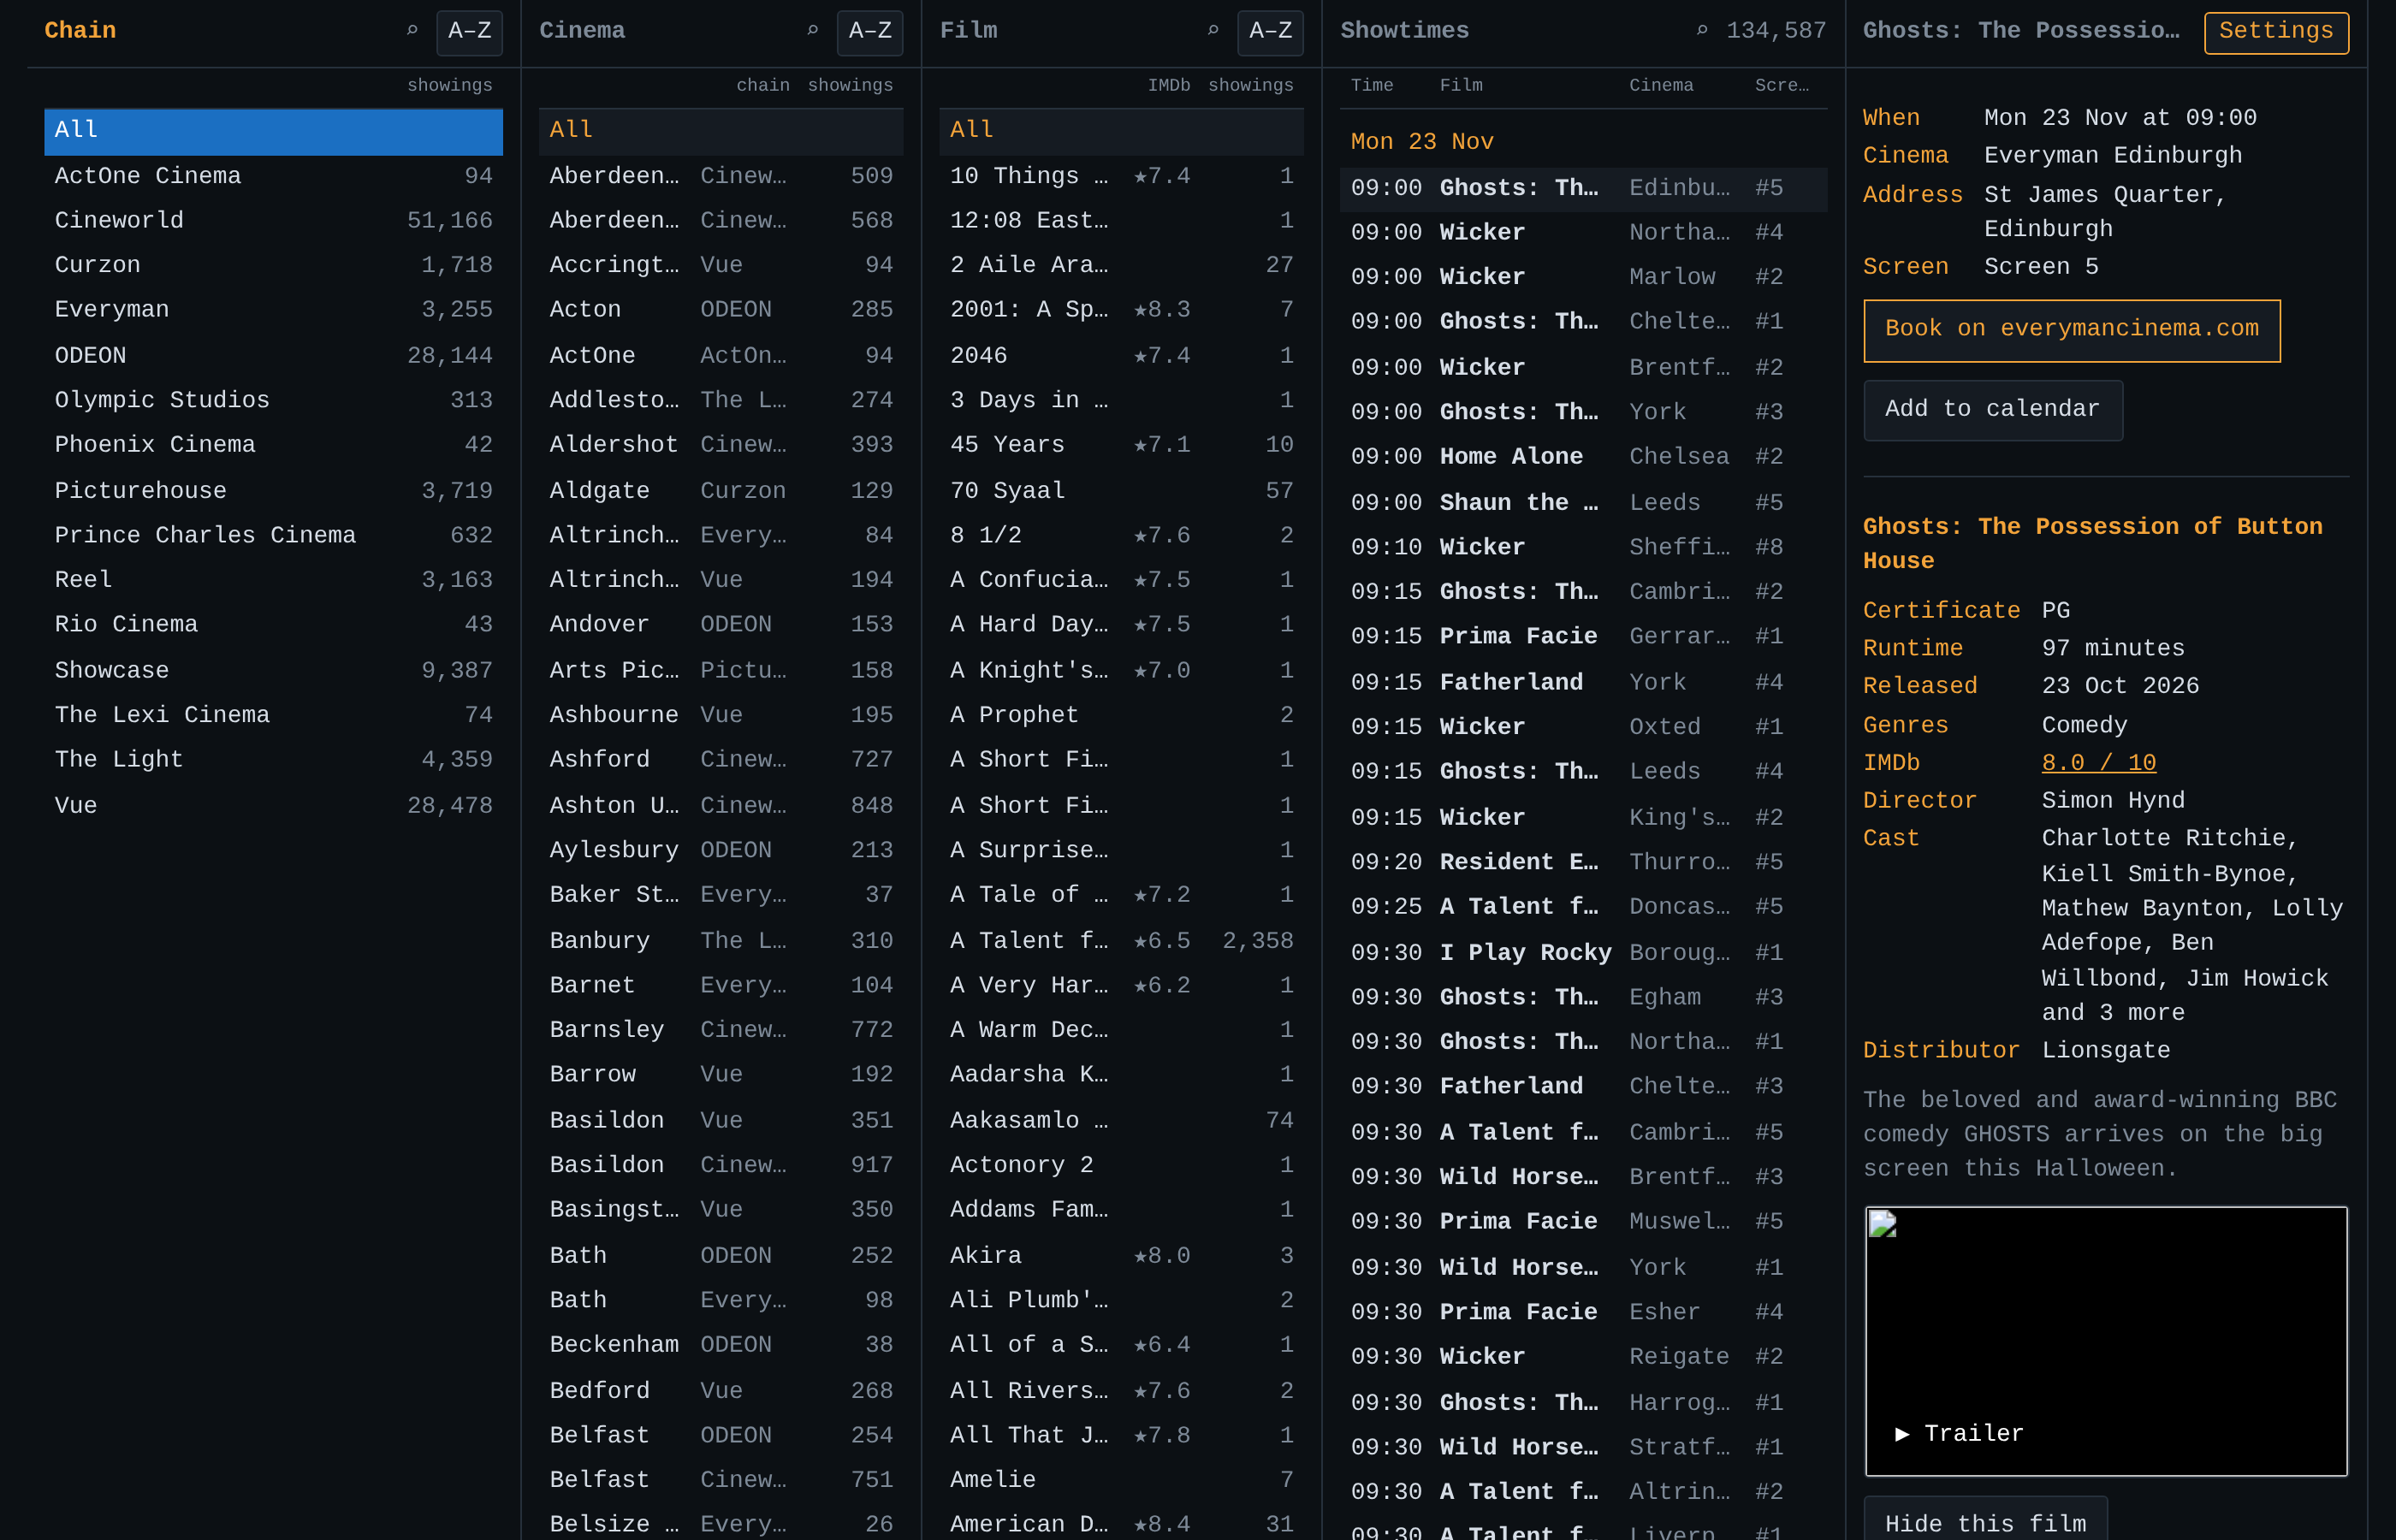 Chain ⌕ A–Z
showings
All
ActOne Cinema 94
Cineworld 51,166
Curzon 1,718
Everyman 3,255
ODEON 28,144
Olympic Studios 313
Phoenix Cinema 42
Picturehouse 3,719
Prince Charles Cinema 632
Reel 3,163
Rio Cinema 43
Showcase 9,387
The Lexi Cinema 74
The Light 4,359
Vue 28,478
Cinema ⌕ A–Z
chain showings
All
Aberdeen… Cinew… 509
Aberdeen… Cinew… 568
Accringt… Vue 94
Acton ODEON 285
ActOne ActOn… 94
Addlesto… The L… 274
Aldershot Cinew… 393
Aldgate Curzon 129
Altrinch… Every… 84
Altrinch… Vue 194
Andover ODEON 153
Arts Pic… Pictu… 158
Ashbourne Vue 195
Ashford Cinew… 727
Ashton U… Cinew… 848
Aylesbury ODEON 213
Baker St… Every… 37
Banbury The L… 310
Barnet Every… 104
Barnsley Cinew… 772
Barrow Vue 192
Basildon Vue 351
Basildon Cinew… 917
Basingst… Vue 350
Bath ODEON 252
Bath Every… 98
Beckenham ODEON 38
Bedford Vue 268
Belfast ODEON 254
Belfast Cinew… 751
Belsize … Every… 26
Film ⌕ A–Z
IMDb showings
All
10 Things … ★7.4 1
12:08 East… 1
2 Aile Ara… 27
2001: A Sp… ★8.3 7
2046 ★7.4 1
3 Days in … 1
45 Years ★7.1 10
70 Syaal 57
8 1/2 ★7.6 2
A Confucia… ★7.5 1
A Hard Day… ★7.5 1
A Knight's… ★7.0 1
A Prophet 2
A Short Fi… 1
A Short Fi… 1
A Surprise… 1
A Tale of … ★7.2 1
A Talent f… ★6.5 2,358
A Very Har… ★6.2 1
A Warm Dec… 1
Aadarsha K… 1
Aakasamlo … 74
Actonory 2 1
Addams Fam… 1
Akira ★8.0 3
Ali Plumb'… 2
All of a S… ★6.4 1
All Rivers… ★7.6 2
All That J… ★7.8 1
Amelie 7
American D… ★8.4 31
Showtimes ⌕ 134,587
Time Film Cinema Scre…
Mon 23 Nov
09:00 Ghosts: Th… Edinbu… #5
09:00 Wicker Northa… #4
09:00 Wicker Marlow #2
09:00 Ghosts: Th… Chelte… #1
09:00 Wicker Brentf… #2
09:00 Ghosts: Th… York #3
09:00 Home Alone Chelsea #2
09:00 Shaun the … Leeds #5
09:10 Wicker Sheffi… #8
09:15 Ghosts: Th… Cambri… #2
09:15 Prima Facie Gerrar… #1
09:15 Fatherland York #4
09:15 Wicker Oxted #1
09:15 Ghosts: Th… Leeds #4
09:15 Wicker King's… #2
09:20 Resident E… Thurro… #5
09:25 A Talent f… Doncas… #5
09:30 I Play Rocky Boroug… #1
09:30 Ghosts: Th… Egham #3
09:30 Ghosts: Th… Northa… #1
09:30 Fatherland Chelte… #3
09:30 A Talent f… Cambri… #5
09:30 Wild Horse… Brentf… #3
09:30 Prima Facie Muswel… #5
09:30 Wild Horse… York #1
09:30 Prima Facie Esher #4
09:30 Wicker Reigate #2
09:30 Ghosts: Th… Harrog… #1
09:30 Wild Horse… Stratf… #1
09:30 A Talent f… Altrin… #2
09:30 A Talent f… Liverp… #1
Ghosts: The Possessio… Settings
When Mon 23 Nov at 09:00
Cinema Everyman Edinburgh
Address St James Quarter,
Edinburgh
Screen Screen 5
Book on everymancinema.com
Add to calendar
Ghosts: The Possession of Button
House
Certificate PG
Runtime 97 minutes
Released 23 Oct 2026
Genres Comedy
IMDb 8.0 / 10
Director Simon Hynd
Cast Charlotte Ritchie,
Kiell Smith-Bynoe,
Mathew Baynton, Lolly
Adefope, Ben
Willbond, Jim Howick
and 3 more
Distributor Lionsgate
The beloved and award-winning BBC
comedy GHOSTS arrives on the big
screen this Halloween.
▶ Trailer
Hide this film